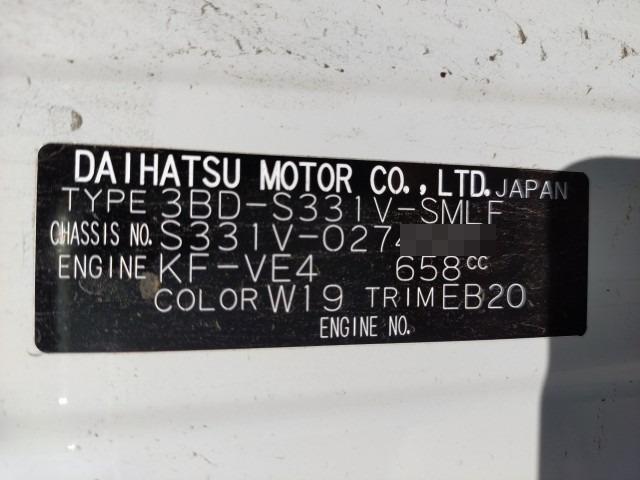 DAIHATSU MOTOR CO., LTD. JAPAN
TYPE 3BD-S331V-SMLF
CHASSIS NO. S331V-0274
ENGINE KF-VE4 658cc
COLOR W19 TRIM EB20
ENGINE NO.